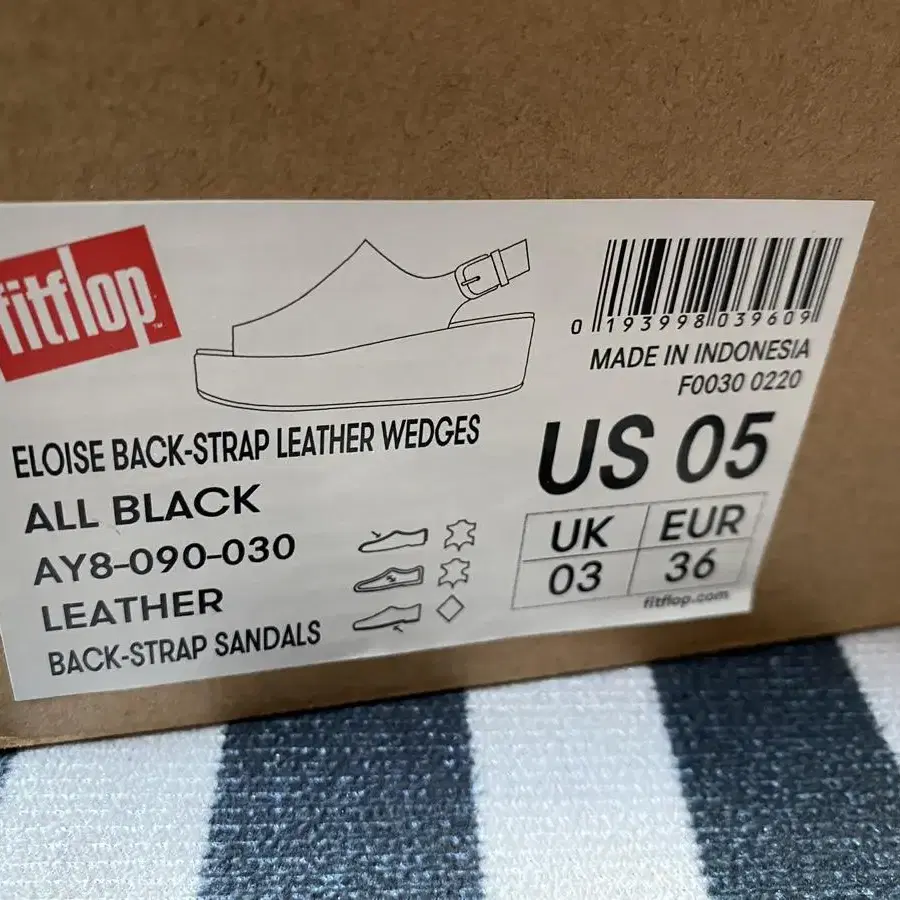 fitflop™
0 193998 039609
MADE IN INDONESIA
F0030 0220
ELOISE BACK-STRAP LEATHER WEDGES
US 05
ALL BLACK
AY8-090-030
LEATHER
BACK-STRAP SANDALS
UK EUR
03 36
fitflop.com